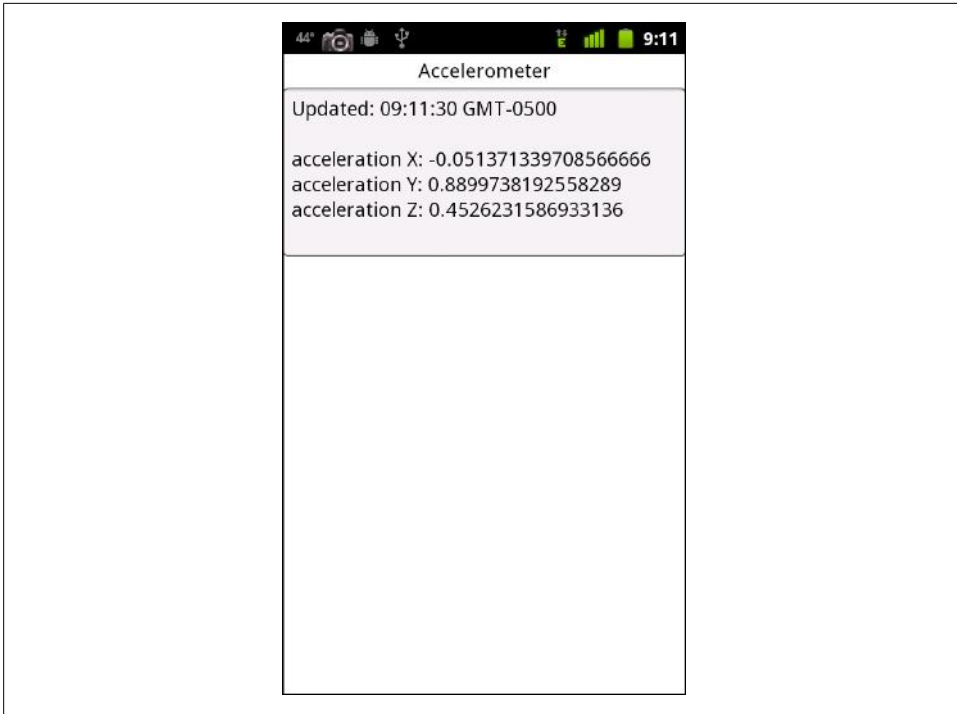 44° 9:11
Accelerometer
Updated: 09:11:30 GMT-0500
acceleration X: -0.051371339708566666
acceleration Y: 0.8899738192558289
acceleration Z: 0.4526231586933136